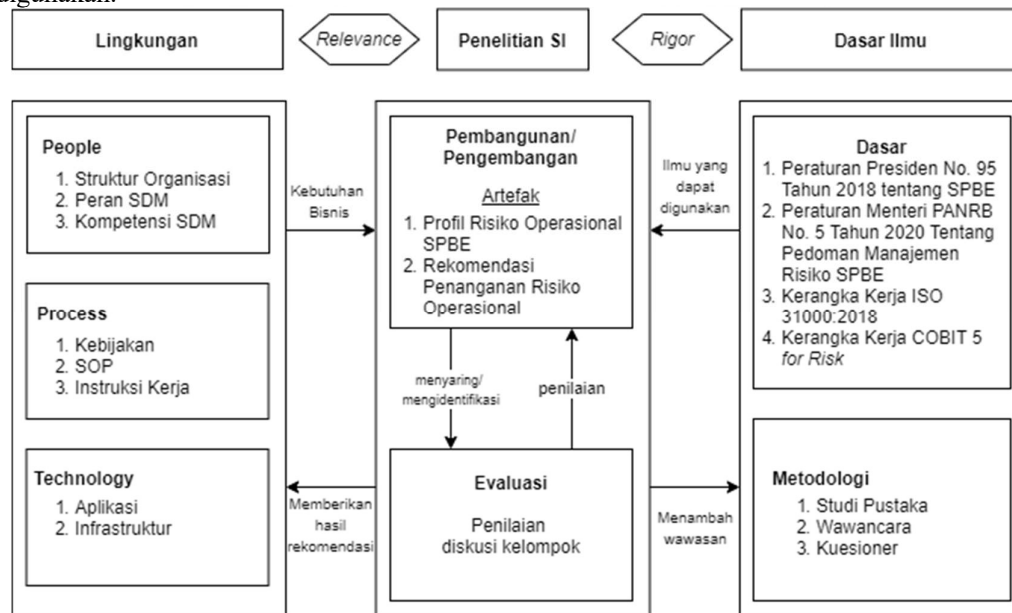 digunakan.
Lingkungan
Relevance
Penelitian SI
Rigor
Dasar Ilmu
People
1. Struktur Organisasi
2. Peran SDM
3. Kompetensi SDM
Process
1. Kebijakan
2. SOP
3. Instruksi Kerja
Technology
1. Aplikasi
2. Infrastruktur
Kebutuhan
Bisnis
Memberikan
hasil
rekomendasi
Pembangunan/
Pengembangan
Artefak
1. Profil Risiko Operasional
SPBE
2. Rekomendasi
Penanganan Risiko
Operasional
menyaring/
mengidentifikasi
penilaian
Evaluasi
Penilaian
diskusi kelompok
Ilmu yang
dapat
digunakan
Menambah
wawasan
Dasar
1. Peraturan Presiden No. 95
Tahun 2018 tentang SPBE
2. Peraturan Menteri PANRB
No. 5 Tahun 2020 Tentang
Pedoman Manajemen
Risiko SPBE
3. Kerangka Kerja ISO
31000:2018
4. Kerangka Kerja COBIT 5
for Risk
Metodologi
1. Studi Pustaka
2. Wawancara
3. Kuesioner